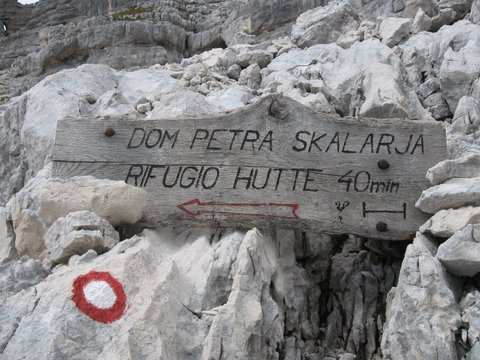 DOM PETRA SKALARJA
RIFUGIO HUTTE 40min